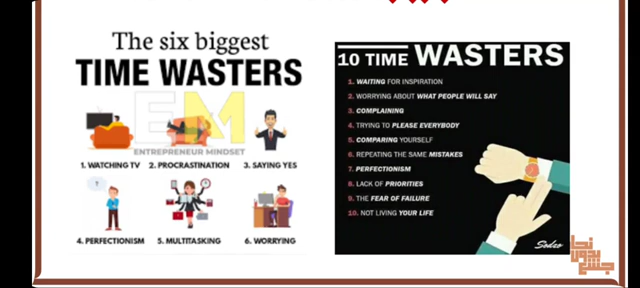 The six biggest
TIME WASTERS
EM
ENTREPRENEUR MINDSET
1. WATCHING TV 2. PROCRASTINATION 3. SAYING YES
?
4. PERFECTIONISM 5. MULTITASKING 6. WORRYING
10 TIME WASTERS
1. WAITING FOR INSPIRATION
2. WORRYING ABOUT WHAT PEOPLE WILL SAY
3. COMPLAINING
4. TRYING TO PLEASE EVERYBODY
5. COMPARING YOURSELF
6. REPEATING THE SAME MISTAKES
7. PERFECTIONISM
8. LACK OF PRIORITIES
9. THE FEAR OF FAILURE
10. NOT LIVING YOUR LIFE